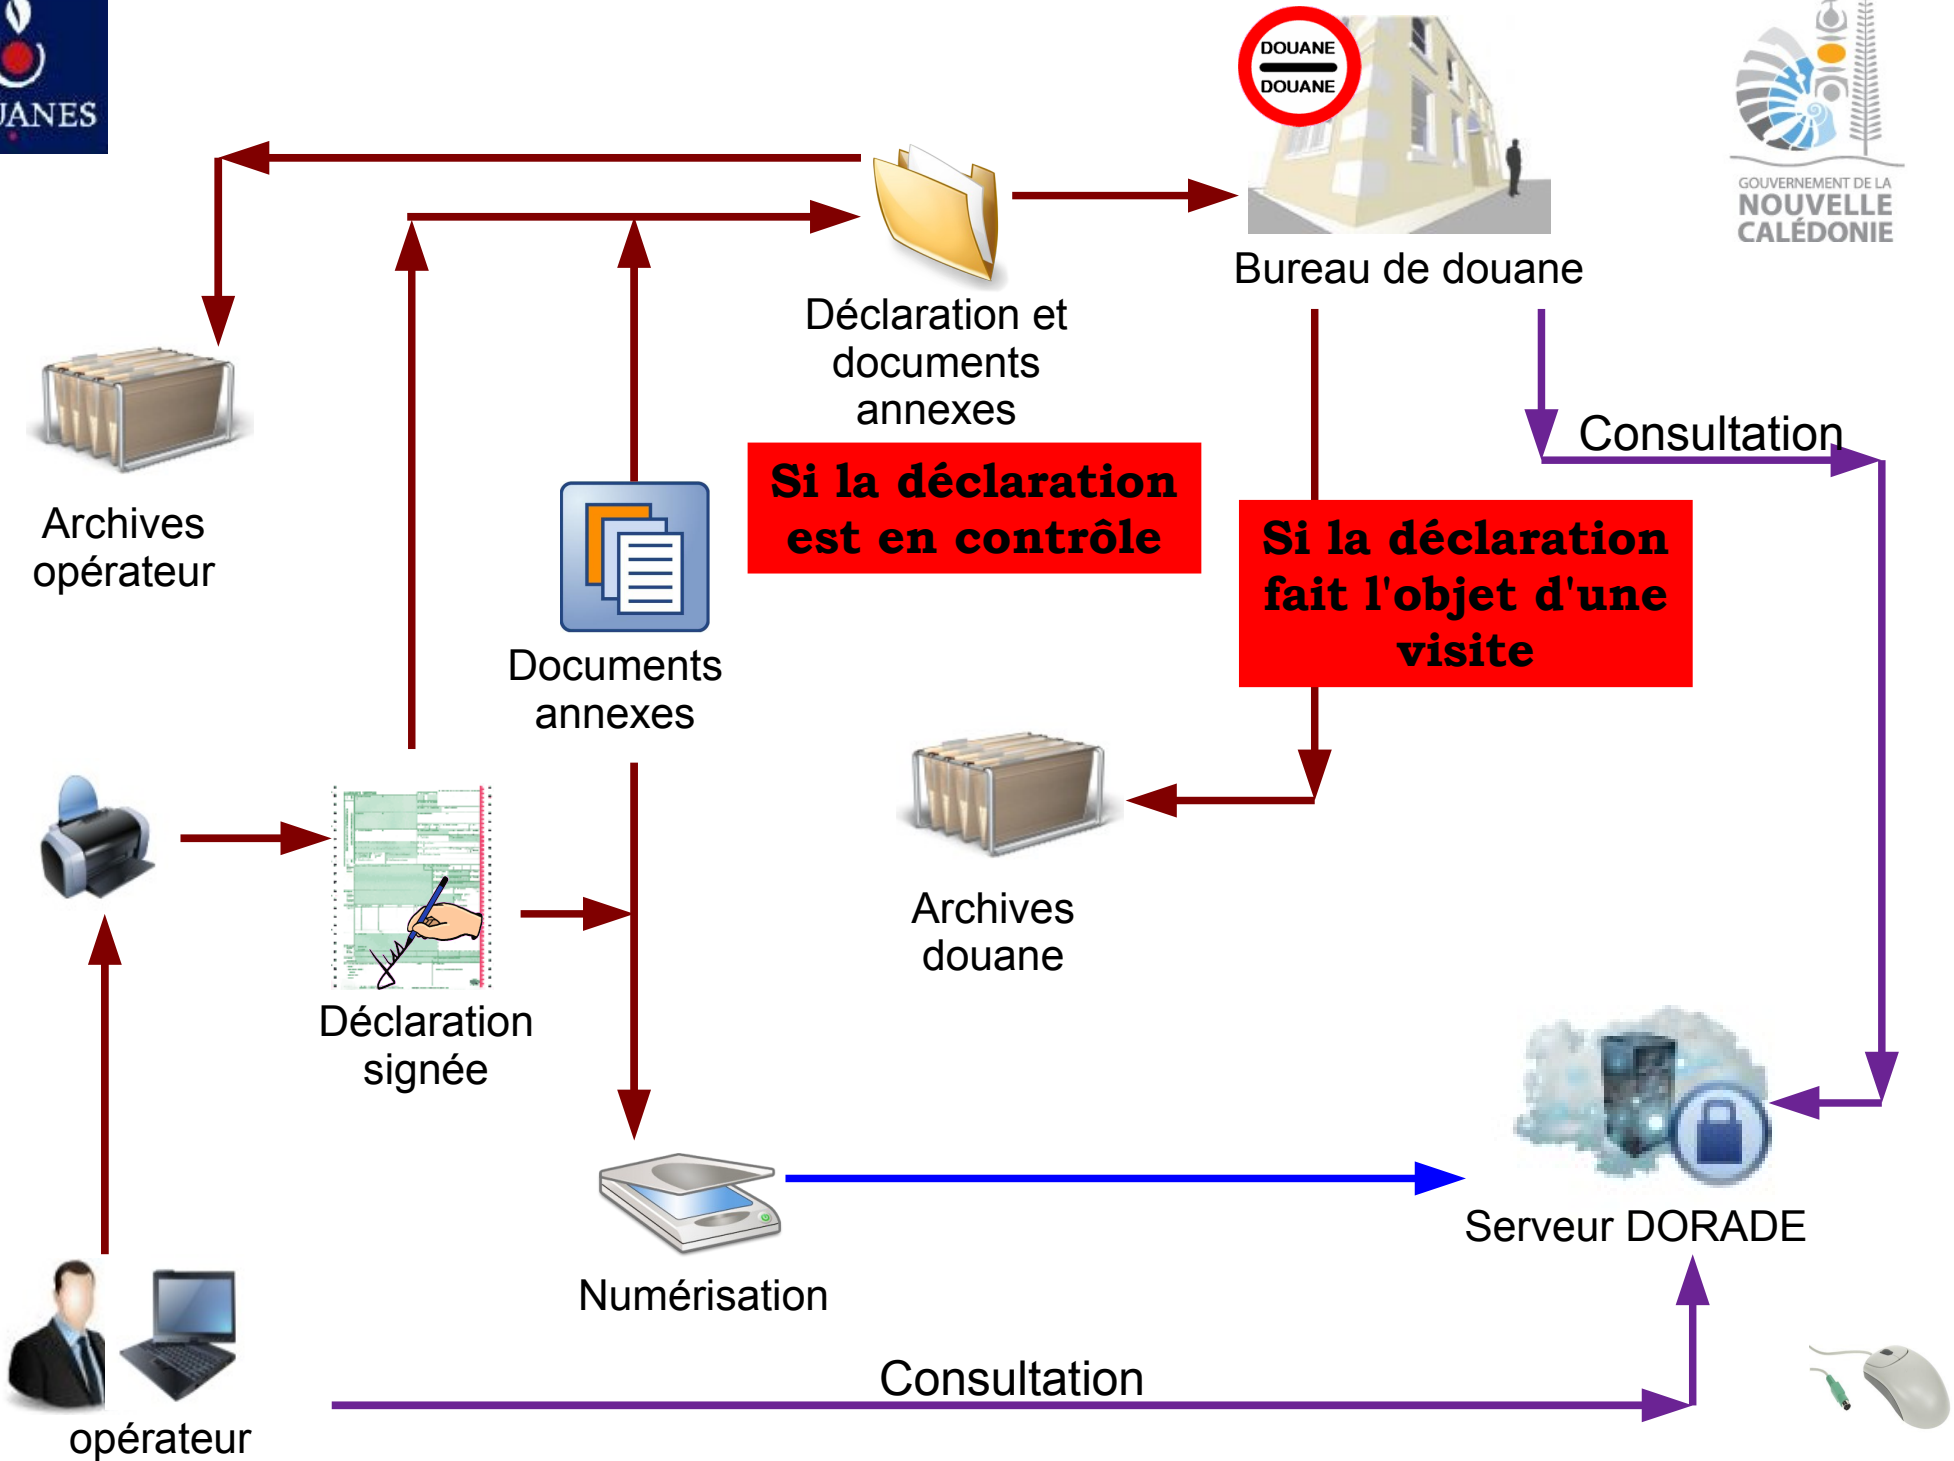 DOUANE
DOUANE
GOUVERNEMENT DE LA
NOUVELLE
CALÉDONIE
Bureau de douane
Déclaration et
documents
annexes
Consultation
Si la déclaration
est en contrôle
Si la déclaration
fait l'objet d'une
visite
Archives
opérateur
Documents
annexes
Archives
douane
Déclaration
signée
Serveur DORADE
Numérisation
Consultation
opérateur